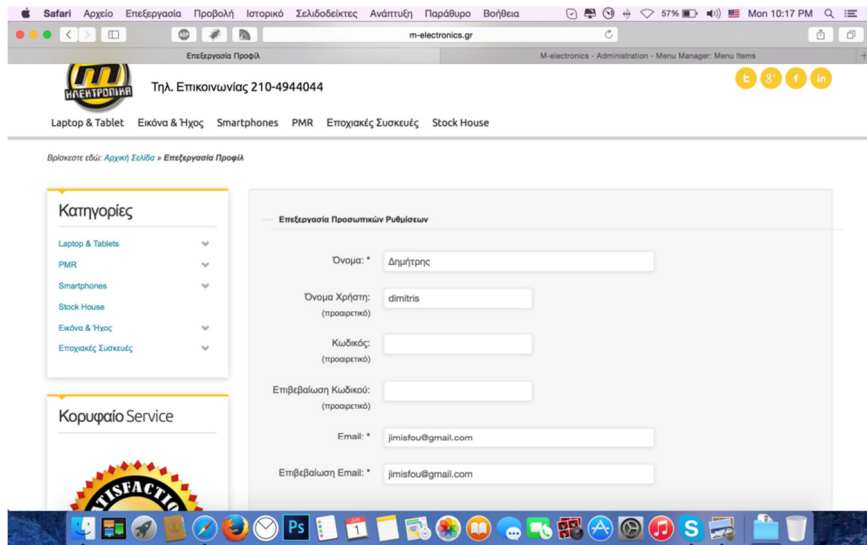 Safari Αρχείο Επεξεργασία Προβολή Ιστορικό Σελιδοδείκτες Ανάπτυξη Παράθυρο Βοήθεια 57% Mon 10:17 PM
m-electronics.gr
Επεξεργασία Προφίλ
M-electronics - Administration - Menu Manager: Menu Items
ΗΛΕΚΤΡΟΝΙΚΑ
Τηλ. Επικοινωνίας 210-4944044
Laptop & Tablet Εικόνα & Ήχος Smartphones PMR Εποχιακές Συσκευές Stock House
Βρίσκεστε εδώ: Αρχική Σελίδα » Επεξεργασία Προφίλ
Κατηγορίες
Laptop & Tablets
PMR
Smartphones
Stock House
Εικόνα & Ήχος
Εποχιακές Συσκευές
Κορυφαίο Service
Επεξεργασία Προσωπικών Ρυθμίσεων
Όνομα: * Δημήτρης
Όνομα Χρήστη: dimitris
(προαιρετικό)
Κωδικός:
(προαιρετικό)
Επιβεβαίωση Κωδικού:
(προαιρετικό)
Email: * jimisfou@gmail.com
Επιβεβαίωση Email: * jimisfou@gmail.com
Ps
1